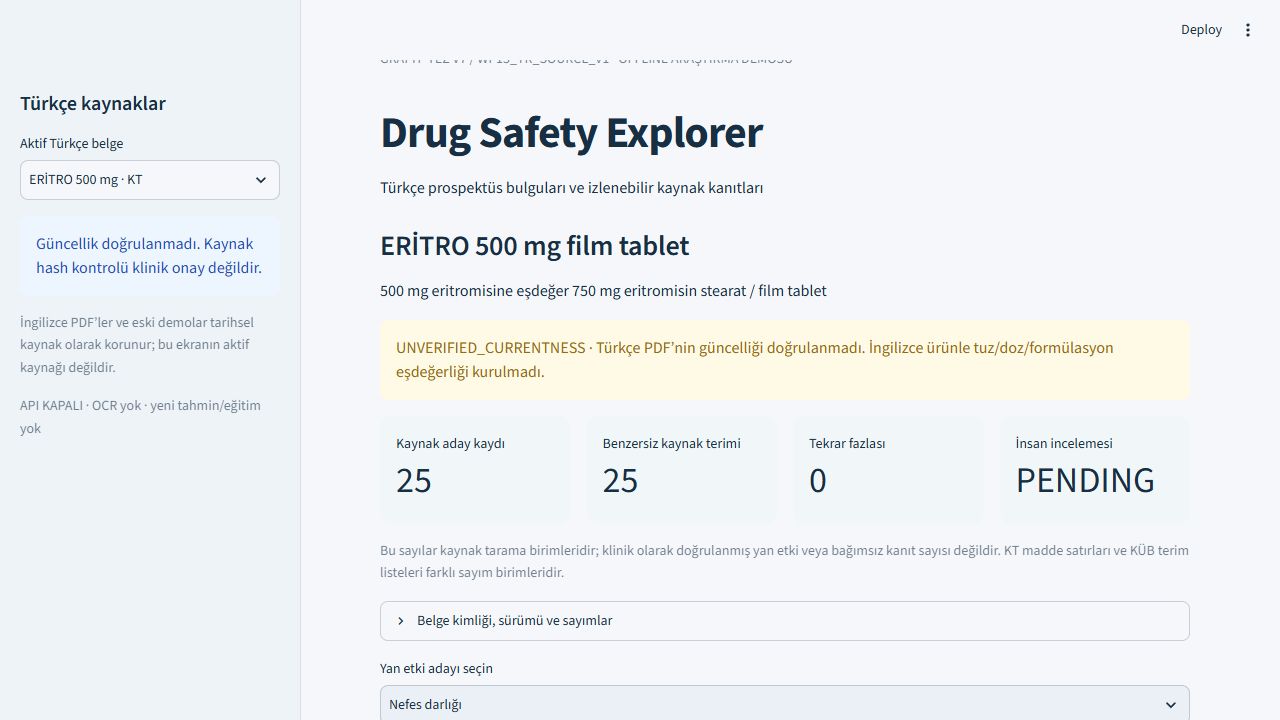 Deploy
Türkçe kaynaklar
Aktif Türkçe belge
ERİTRO 500 mg · KT
Güncellik doğrulanmadı. Kaynak
hash kontrolü klinik onay değildir.
İngilizce PDF’ler ve eski demolar tarihsel
kaynak olarak korunur; bu ekranın aktif
kaynağı değildir.
API KAPALI · OCR yok · yeni tahmin/eğitim
yok
Drug Safety Explorer
Türkçe prospektüs bulguları ve izlenebilir kaynak kanıtları
ERİTRO 500 mg film tablet
500 mg eritromisine eşdeğer 750 mg eritromisin stearat / film tablet
UNVERIFIED_CURRENTNESS · Türkçe PDF’nin güncelliği doğrulanmadı. İngilizce ürünle tuz/doz/formülasyon
eşdeğerliği kurulmadı.
Kaynak aday kaydı
25
Benzersiz kaynak terimi
25
Tekrar fazlası
0
İnsan incelemesi
PENDING
Bu sayılar kaynak tarama birimleridir; klinik olarak doğrulanmış yan etki veya bağımsız kanıt sayısı değildir. KT madde satırları ve KÜB terim
listeleri farklı sayım birimleridir.
Belge kimliği, sürümü ve sayımlar
Yan etki adayı seçin
Nefes darlığı